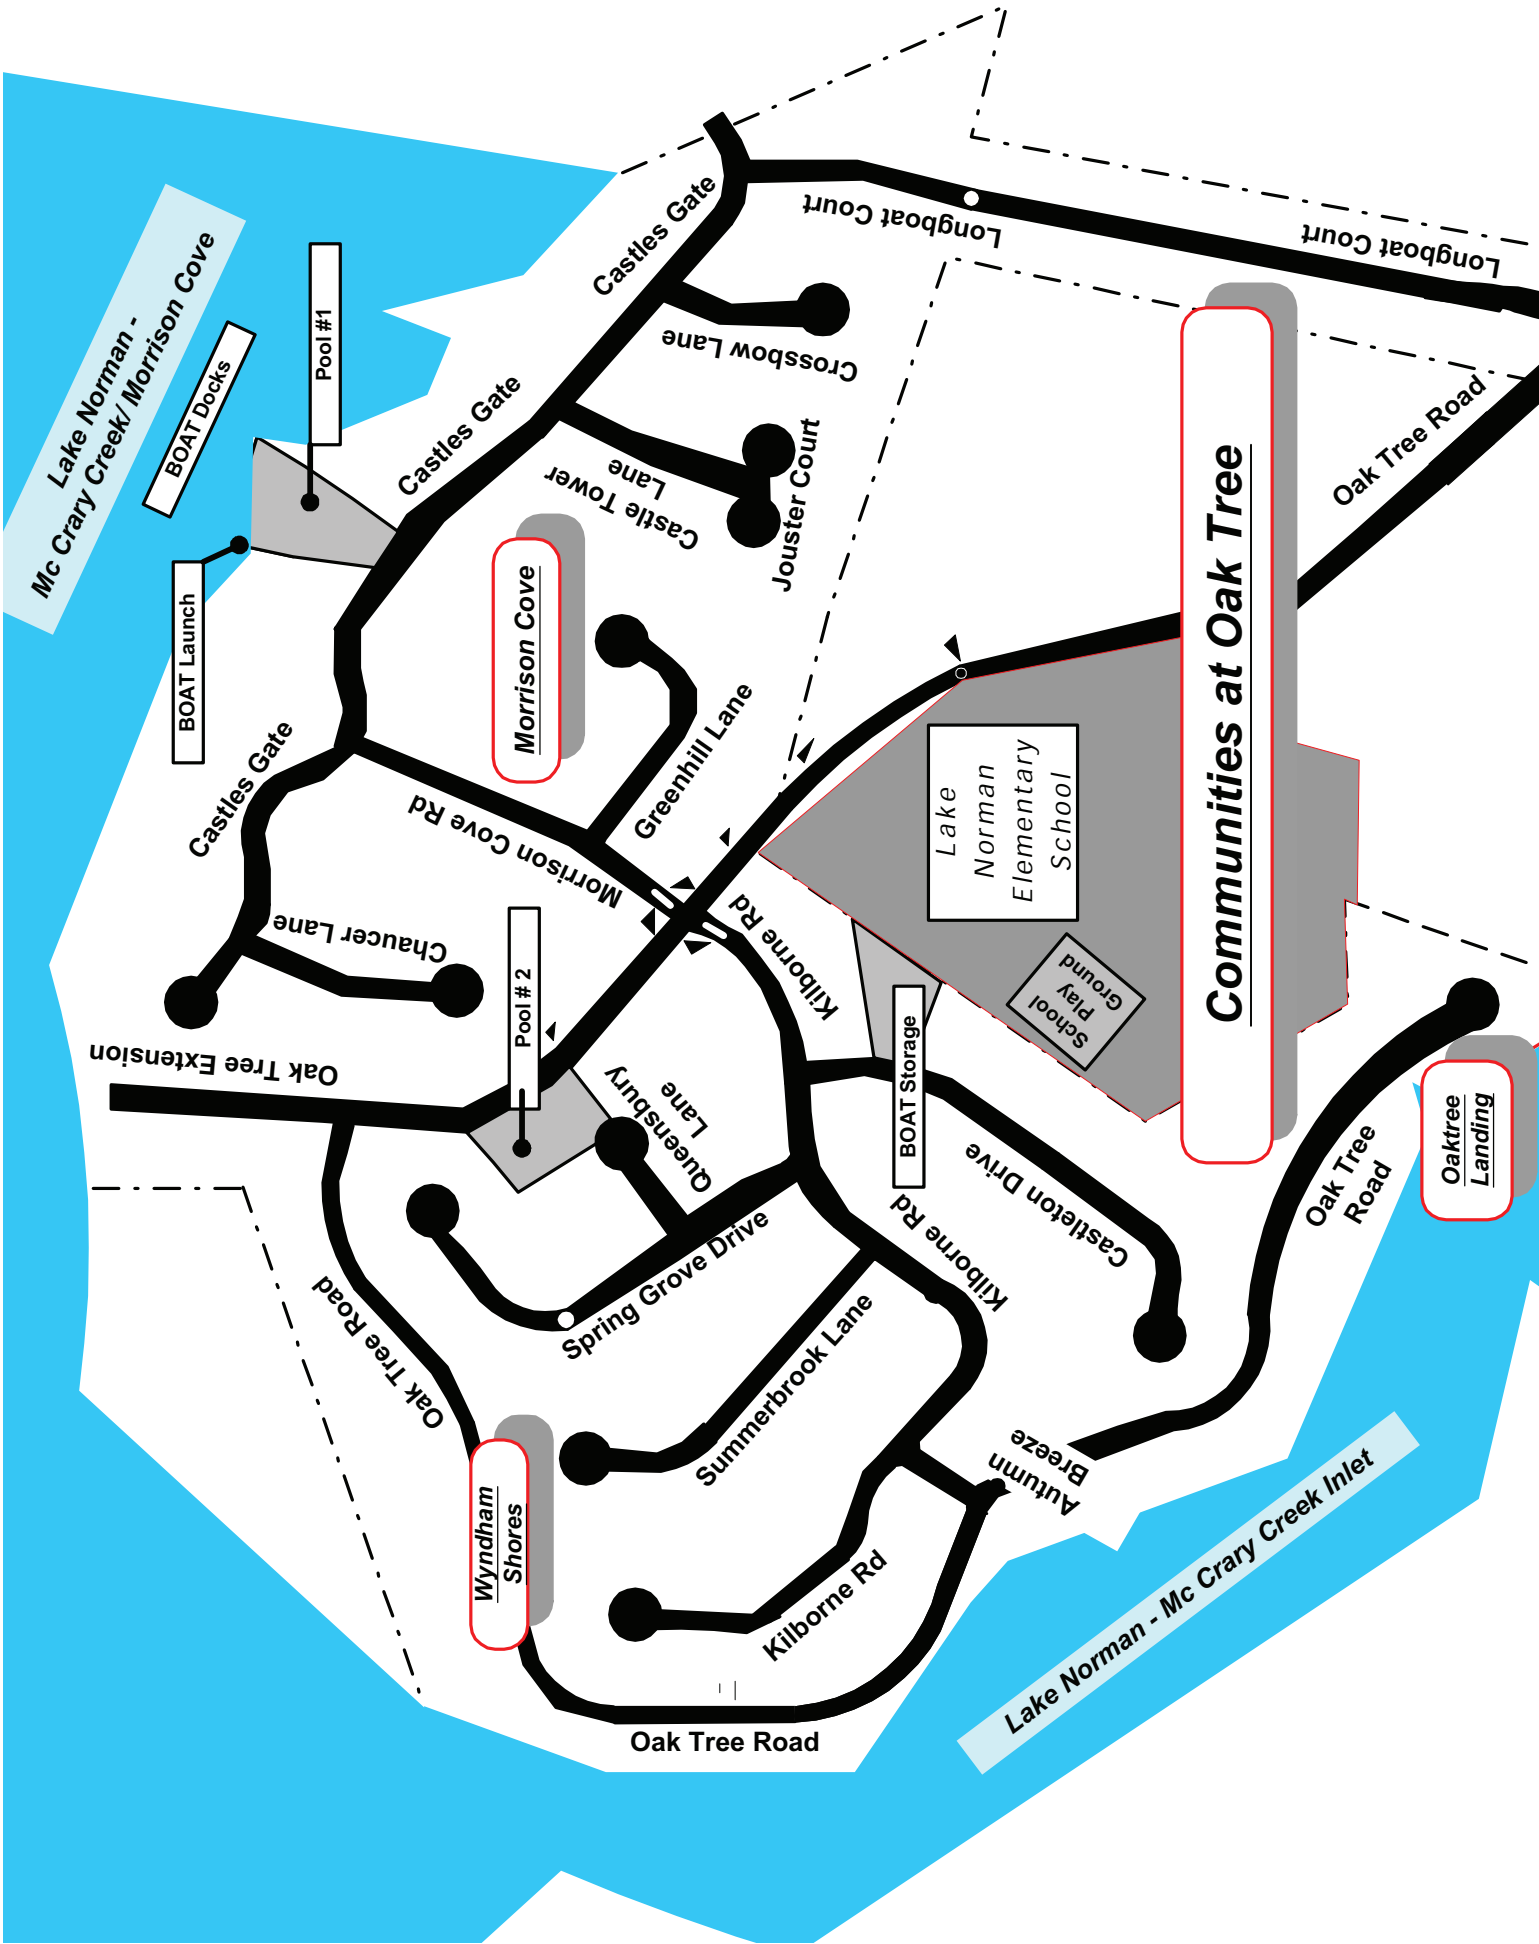 Lake Norman -
Mc Crary Creek/ Morrison Cove
BOAT Docks
Pool #1
BOAT Launch
Castles Gate
Longboat Court
Longboat Court
Crossbow Lane
Castles Gate
Castle Tower
Lane
Jouster Court
Oak Tree Road
Morrison Cove
Communities at Oak Tree
Castles Gate
Morrison Cove Rd
Greenhill Lane
Lake
Norman
Elementary
School
Chaucer Lane
Pool # 2
Kilborne Rd
School
Play
Ground
BOAT Storage
Oak Tree Extension
Queensbury
Lane
Castleton Drive
Oaktree
Landing
Oak Tree
Road
Kilborne Rd
Spring Grove Drive
Oak Tree Road
Summerbrook Lane
Autumn
Breeze
Wyndham
Shores
Kilborne Rd
Lake Norman - Mc Crary Creek Inlet
Oak Tree Road